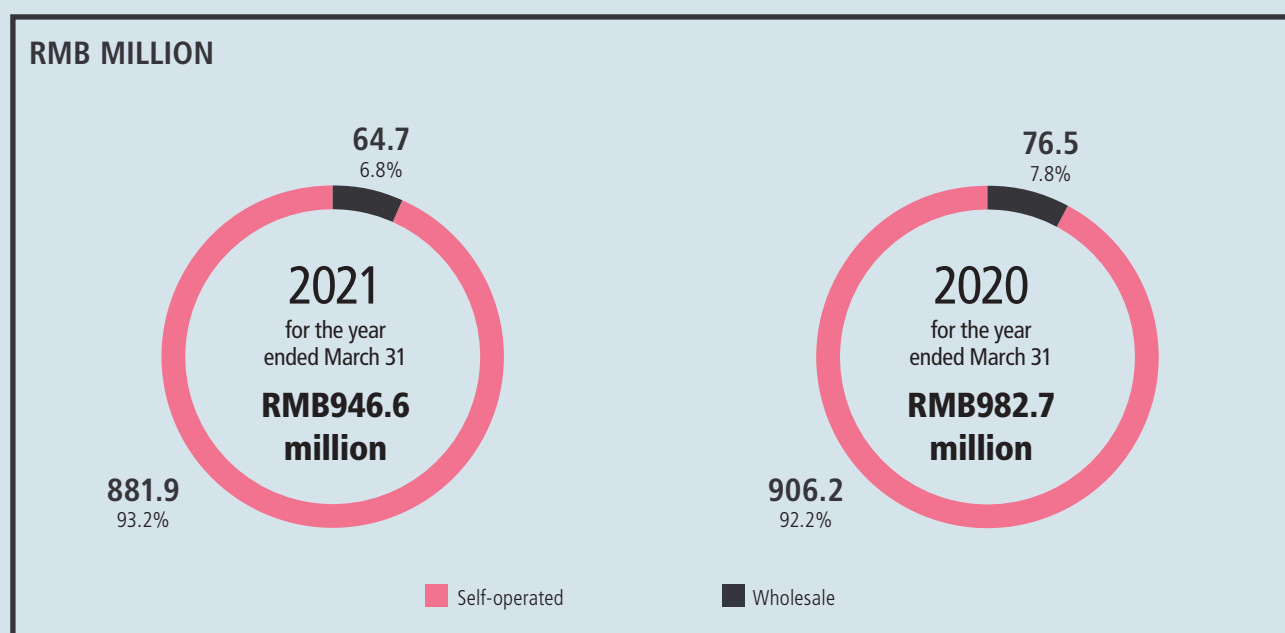 RMB MILLION
64.7
6.8%
2021
for the year
ended March 31
RMB946.6
million
881.9
93.2%
76.5
7.8%
2020
for the year
ended March 31
RMB982.7
million
906.2
92.2%
Self-operated
Wholesale